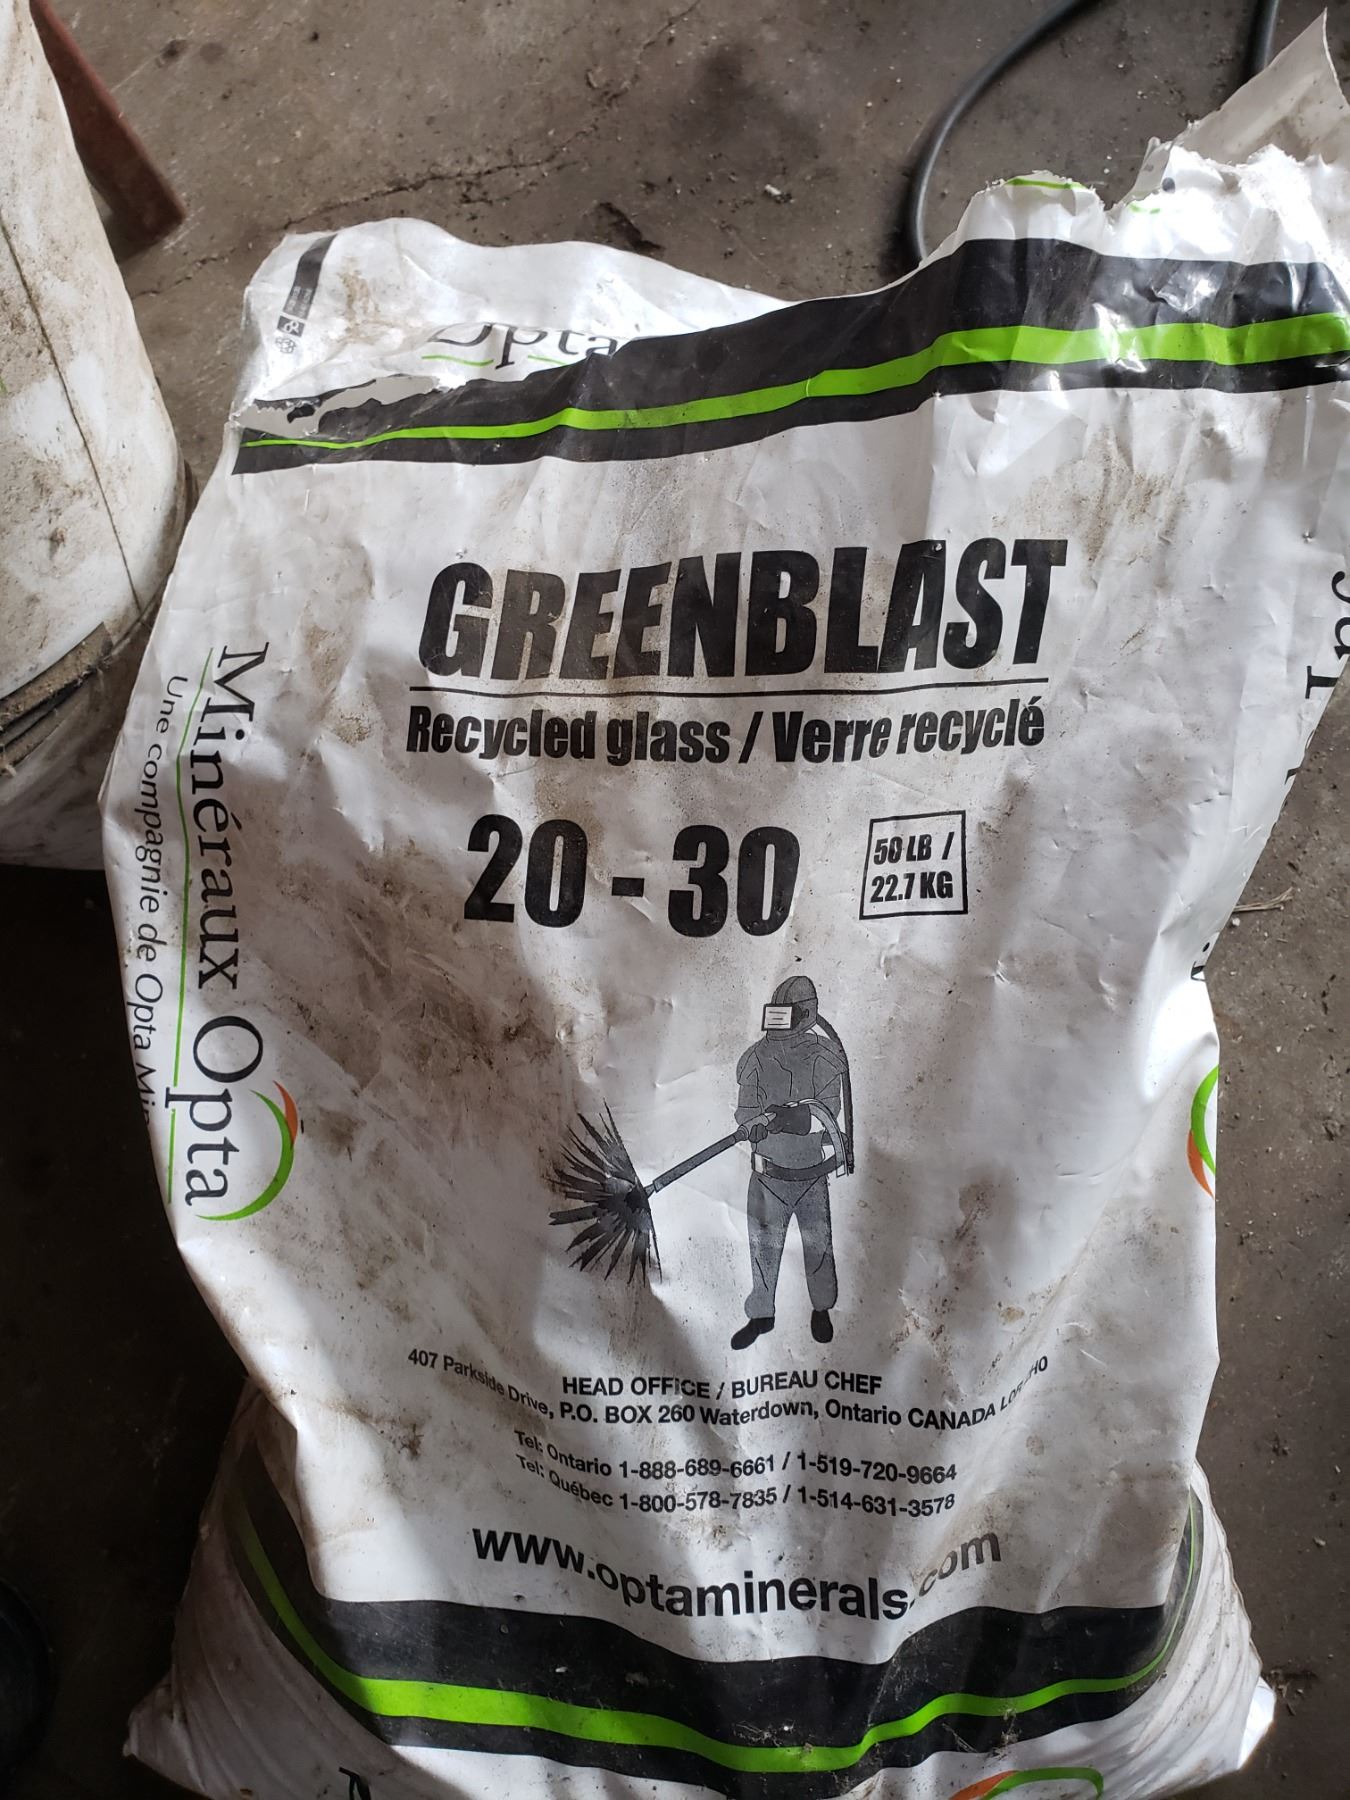 Opta
GREENBLAST
Recycled glass / Verre recyclé
20 - 30
50 LB /
22.7 KG
Minéraux Opta
Une compagnie de Opta
HEAD OFFICE / BUREAU CHEF
407 Parkside Drive, P.O. BOX 260 Waterdown, Ontario CANADA
Tel: Ontario 1-888-689-6661 / 1-519-720-9664
Tel: Québec 1-800-578-7835 / 1-514-631-3578
www.optaminerals.com